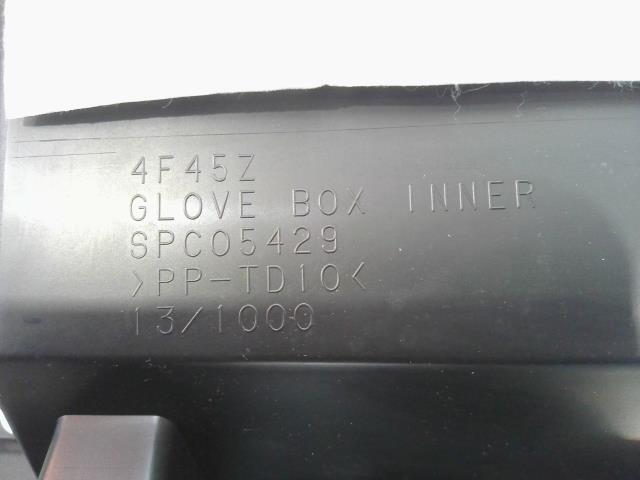 4F45Z
GLOVE BOX INNER
SPC05429
>PP-TD10<
13/1000